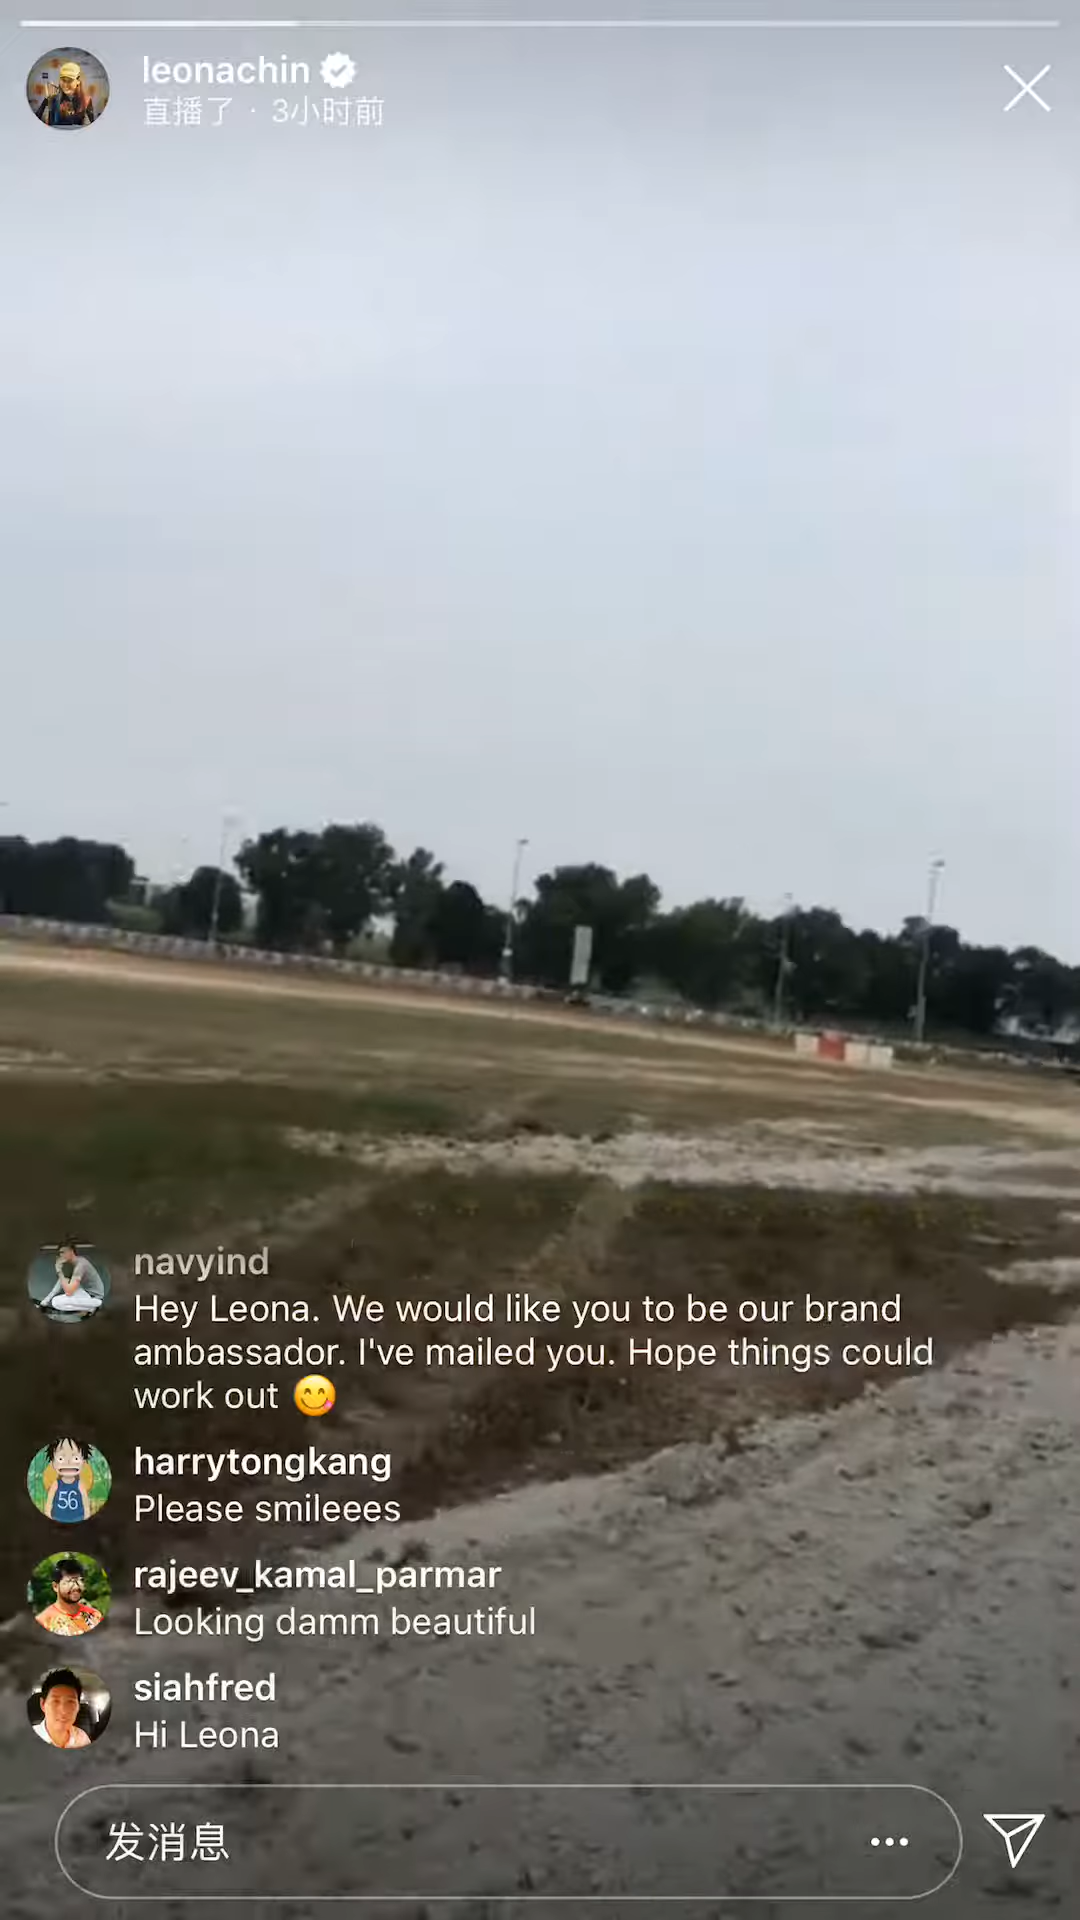 leonachin
直播了 · 3小时前
navyind
Hey Leona. We would like you to be our brand
ambassador. I've mailed you. Hope things could
work out 😋
harrytongkang
56
Please smileees
rajeev_kamal_parmar
Looking damm beautiful
siahfred
Hi Leona
发消息